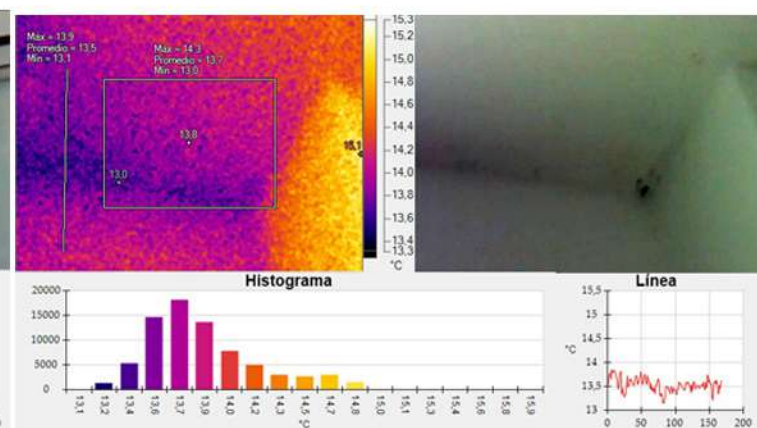 Máx = 13,9
Promedio = 13,5
Mín = 13,1
Máx = 14,3
Promedio = 13,7
Mín = 13,0
13,8
13,0
15,1
15,3
15,2
15,0
14,8
14,6
14,4
14,2
14,0
13,8
13,6
13,4
13,3
°C
Histograma
20000
15000
10000
5000
0
13,1 13,2 13,4 13,6 13,7 13,9 14,0 14,2 14,3 14,5 14,7 14,8 15,0 15,1 15,3 15,4 15,6 15,8 15,9
°C
Línea
15,5
15
14,5
°C
14
13,5
13
0 50 100 150 200